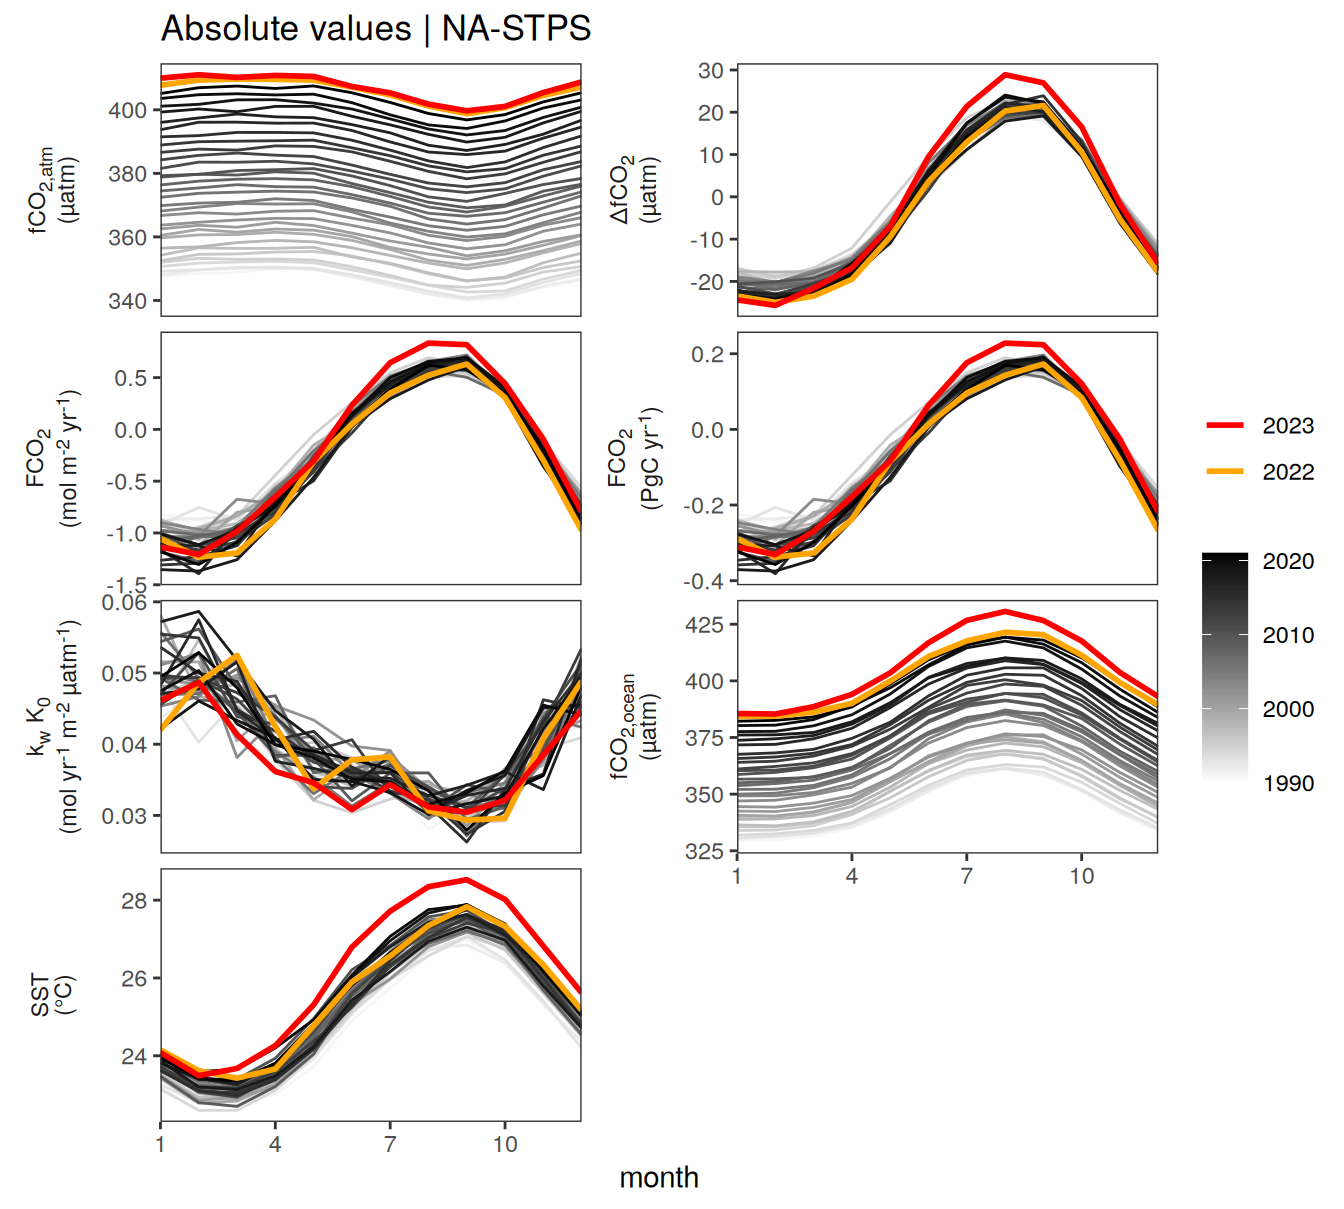 Absolute values | NA-STPS
fCO2,atm
(µatm)
400
380
360
340
ΔfCO2
(µatm)
30
20
10
0
-10
-20
FCO2
(mol m-2 yr-1)
0.5
0.0
-0.5
-1.0
-1.5
FCO2
(PgC yr-1)
0.2
0.0
-0.2
-0.4
kw K0
(mol yr-1 m-2 µatm-1)
0.06
0.05
0.04
0.03
fCO2,ocean
(µatm)
425
400
375
350
325
1 4 7 10
SST
(°C)
28
26
24
1 4 7 10
month
2023
2022
2020
2010
2000
1990